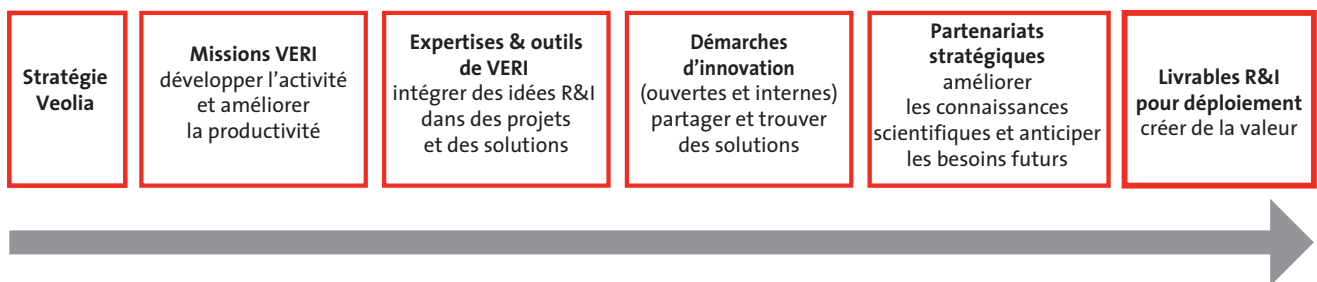 Stratégie
Veolia
Missions VERI
développer l’activité
et améliorer
la productivité
Expertises & outils
de VERI
intégrer des idées R&I
dans des projets
et des solutions
Démarches
d’innovation
(ouvertes et internes)
partager et trouver
des solutions
Partenariats
stratégiques
améliorer
les connaissances
scientifiques et anticiper
les besoins futurs
Livrables R&I
pour déploiement
créer de la valeur